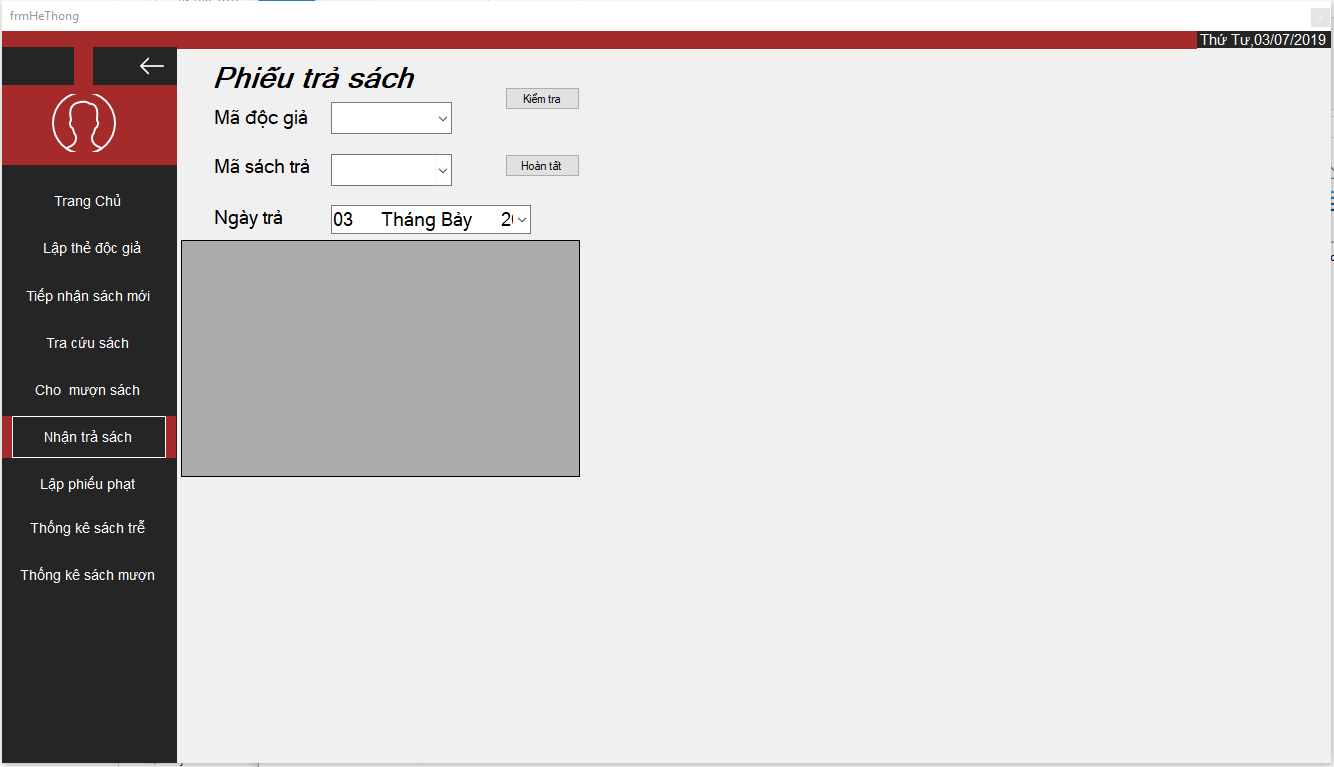 frmHeThong
Thứ Tư,03/07/2019
Phiếu trả sách
Kiểm tra
Mã độc giả
Mã sách trả
Hoàn tất
Ngày trả
03 Tháng Bảy
Trang Chủ
Lập thẻ độc giả
Tiếp nhận sách mới
Tra cứu sách
Cho  mượn sách
Nhận trả sách
Lập phiếu phạt
Thống kê sách trễ
Thống kê sách mượn